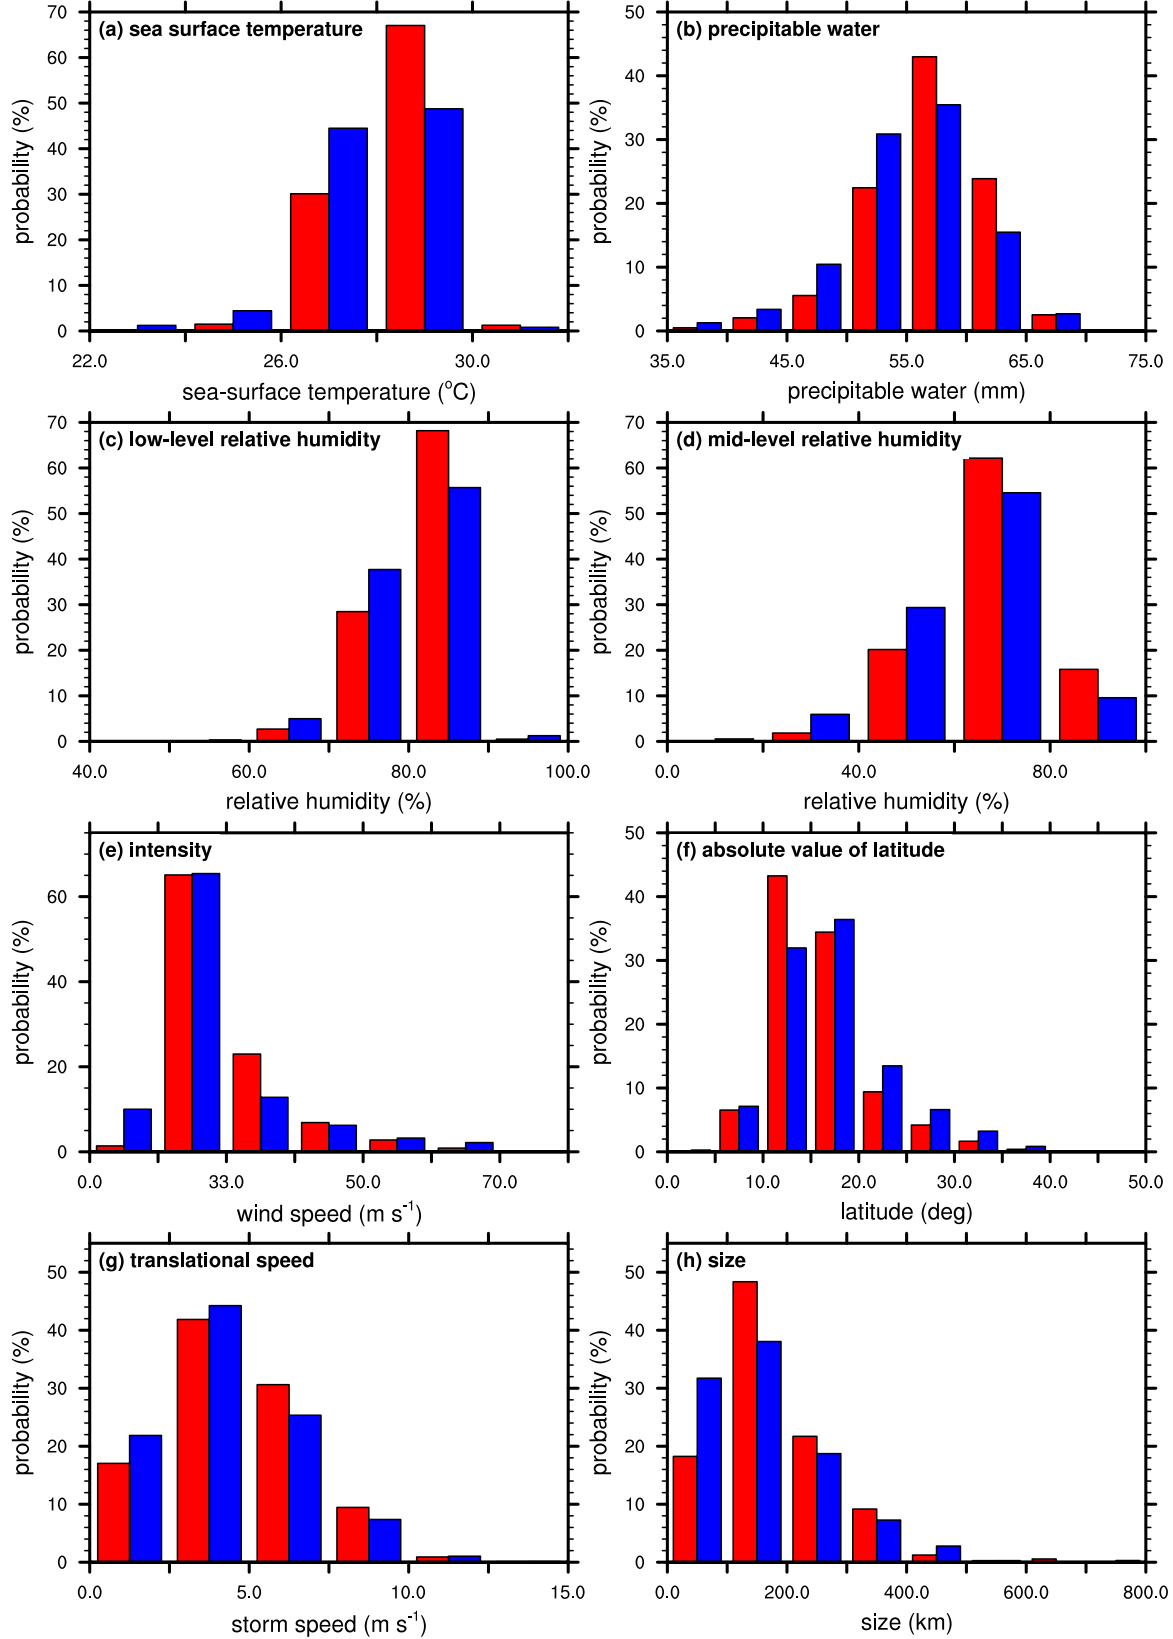 (a) sea surface temperature
probability (%)
70
60
50
40
30
20
10
0
22.0 26.0 30.0
sea-surface temperature (°C)
(b) precipitable water
probability (%)
50
40
30
20
10
0
35.0 45.0 55.0 65.0 75.0
precipitable water (mm)
(c) low-level relative humidity
probability (%)
70
60
50
40
30
20
10
0
40.0 60.0 80.0 100.0
relative humidity (%)
(d) mid-level relative humidity
probability (%)
70
60
50
40
30
20
10
0
0.0 40.0 80.0
relative humidity (%)
(e) intensity
probability (%)
60
40
20
0
0.0 33.0 50.0 70.0
wind speed (m s⁻¹)
(f) absolute value of latitude
probability (%)
50
40
30
20
10
0
0.0 10.0 20.0 30.0 40.0 50.0
latitude (deg)
(g) translational speed
probability (%)
50
40
30
20
10
0
0.0 5.0 10.0 15.0
storm speed (m s⁻¹)
(h) size
probability (%)
50
40
30
20
10
0
0.0 200.0 400.0 600.0 800.0
size (km)